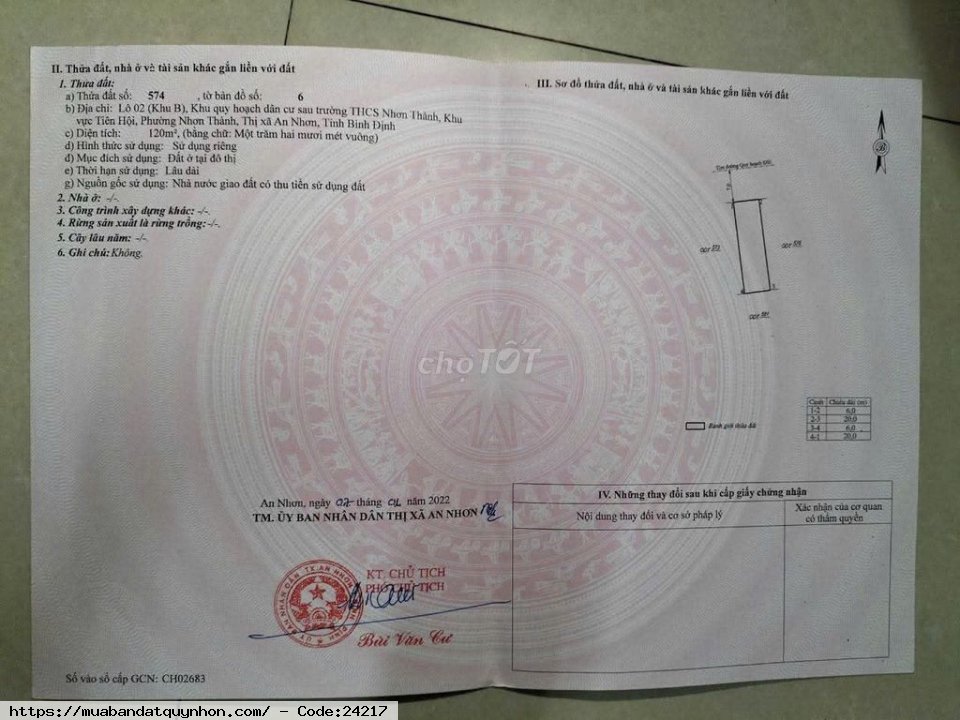 II. Thửa đất, nhà ở và tài sản khác gắn liền với đất
1. Thửa đất:
a) Thửa đất số: 574 , tờ bản đồ số: 6
b) Địa chỉ: Lô 02 (Khu B), Khu quy hoạch dân cư sau trường THCS Nhơn Thành, Khu
vực Tiên Hội, Phường Nhơn Thành, Thị xã An Nhơn, Tỉnh Bình Định
c) Diện tích: 120m², (bằng chữ: Một trăm hai mươi mét vuông)
d) Hình thức sử dụng: Sử dụng riêng
đ) Mục đích sử dụng: Đất ở tại đô thị
e) Thời hạn sử dụng: Lâu dài
g) Nguồn gốc sử dụng: Nhà nước giao đất có thu tiền sử dụng đất
2. Nhà ở: -/-.
3. Công trình xây dựng khác: -/-.
4. Rừng sản xuất là rừng trồng: -/-.
5. Cây lâu năm: -/-
6. Ghi chú: Không.
An Nhơn, ngày 07 tháng 04 năm 2022
TM. ỦY BAN NHÂN DÂN THỊ XÃ AN NHƠN
KT. CHỦ TỊCH
PHÓ CHỦ TỊCH
Bùi Văn Cư
Số vào sổ cấp GCN: CH02683
III. Sơ đồ thửa đất, nhà ở và tài sản khác gắn liền với đất
B
Ranh giới thửa đất
Cạnh Chiều dài (m)
1-2 6,0
2-3 20,0
3-4 6,0
4-1 20,0
IV. Những thay đổi sau khi cấp giấy chứng nhận
Nội dung thay đổi và cơ sở pháp lý
Xác nhận của cơ quan
có thẩm quyền
chợTỐT
https://muabandatquynhon.com/ - Code:24217